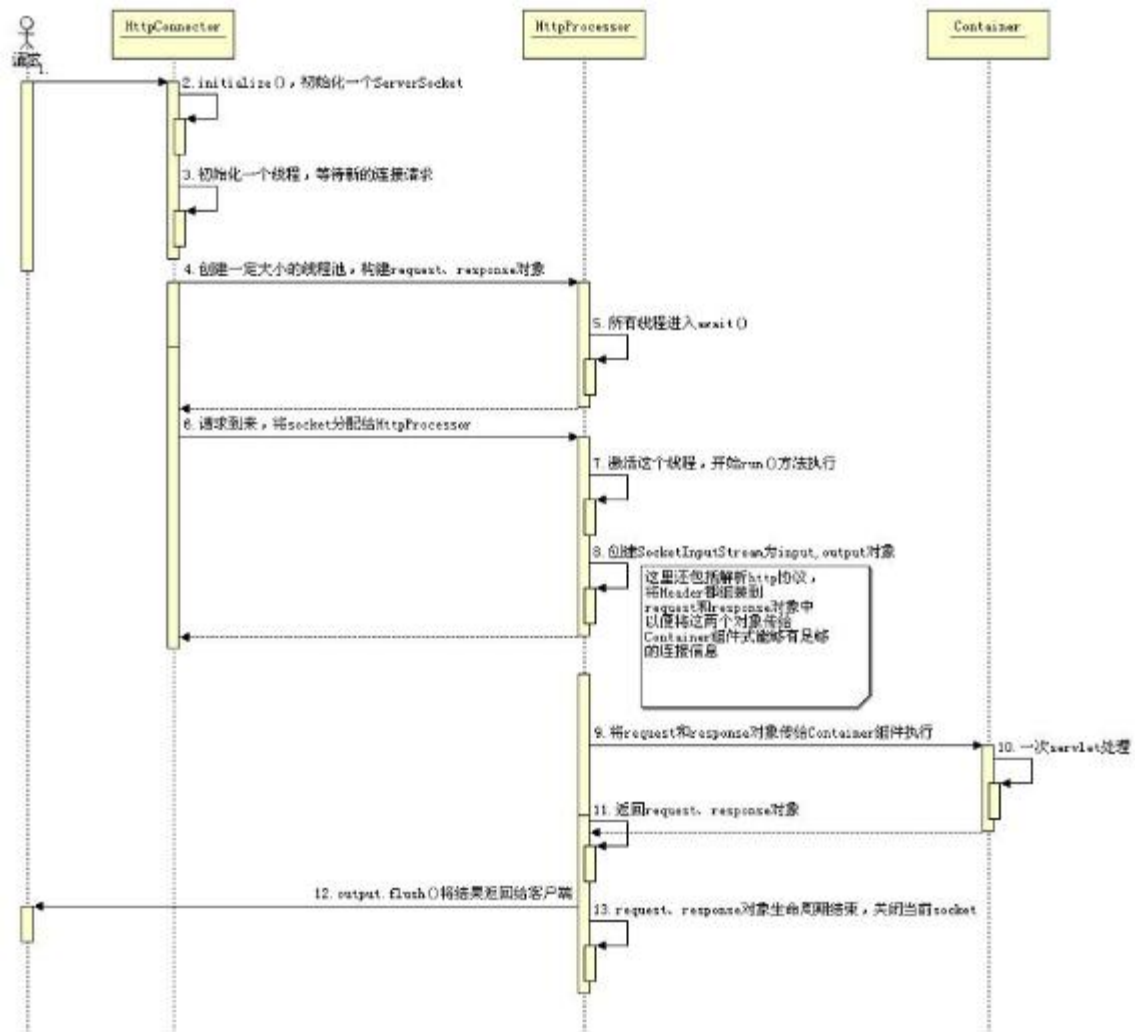 HttpConnector
HttpProcessor
Container
1.
2.initialize()，初始化一个ServerSocket
3.初始化一个线程，等待新的连接请求
4.创建一定大小的线程池，构建request、response对象
5.所有线程进入await()
6.请求到来，将socket分配给HttpProcessor
7.激活这个线程，开始run()方法执行
8.创建SocketInputStream为input,output对象
这里还包括解析http协议，
将Header都组装到
request和response对象中
以便将这两个对象传给
Container组件式能够有足够
的连接信息
9.将request和response对象传给Container组件执行
10.一次servlet处理
11.返回request、response对象
12.output.flush()将结果返回给客户端
13.request、response对象生命周期结束，关闭当前socket